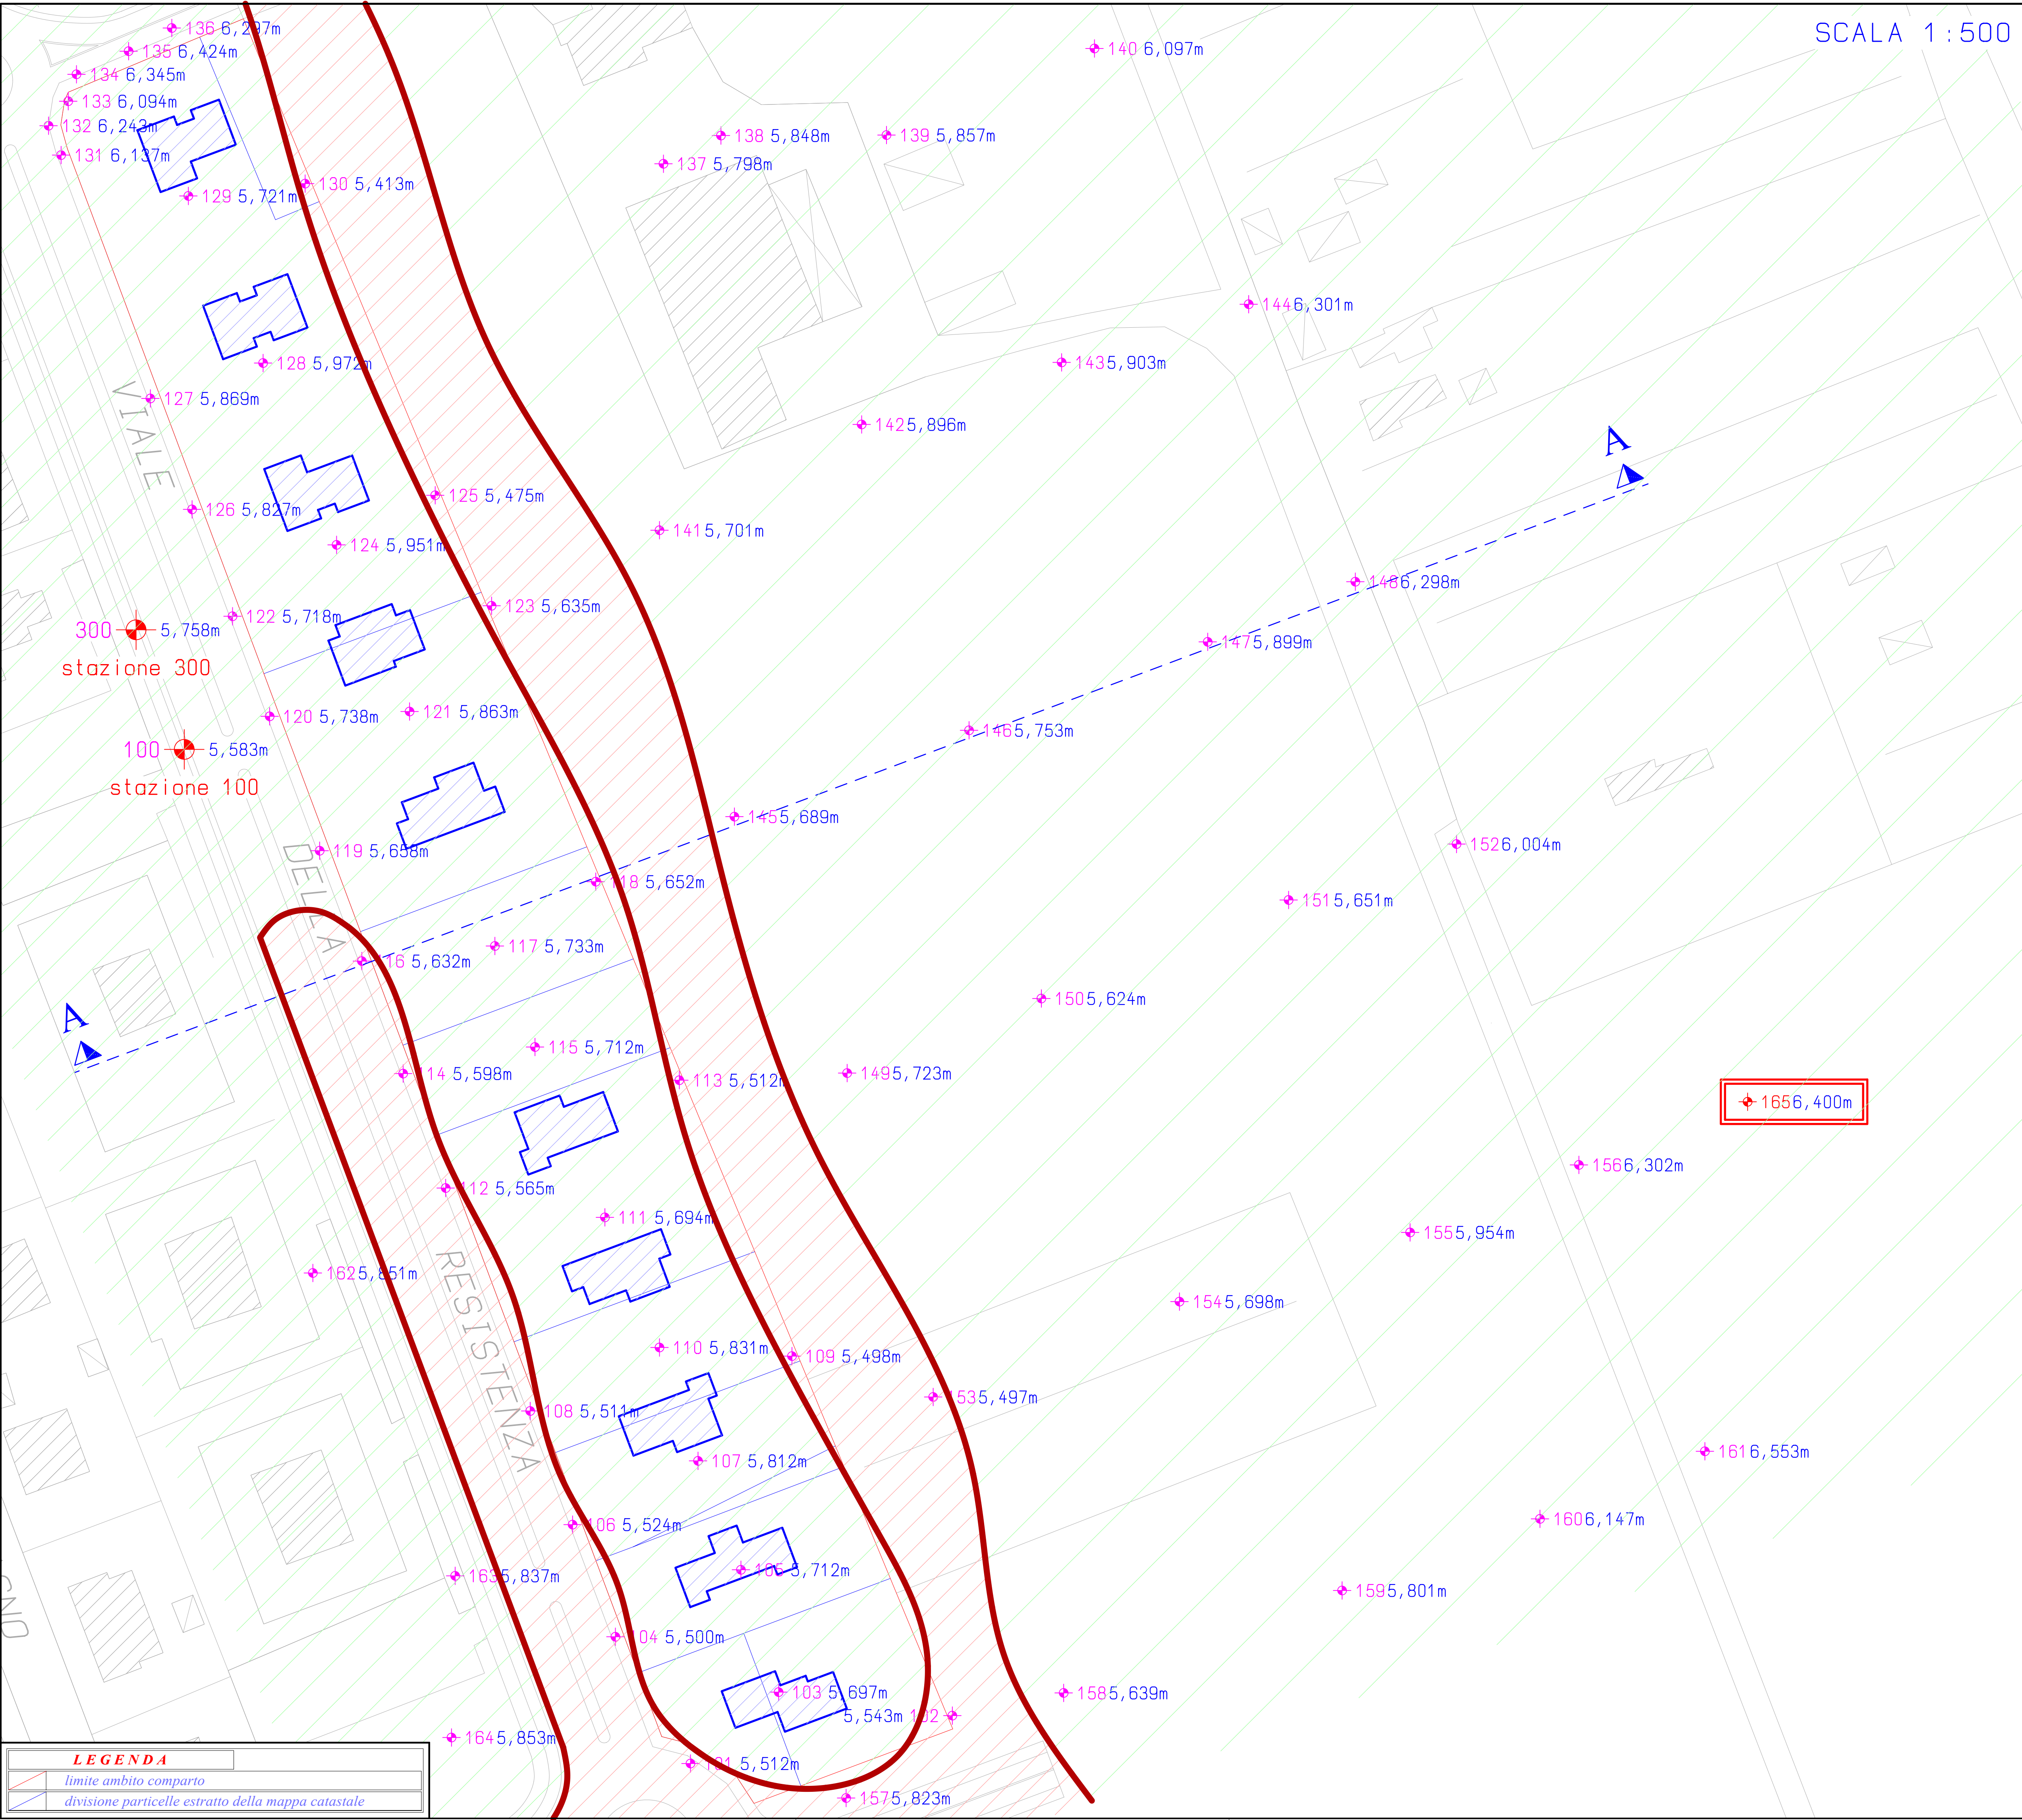 SCALA 1:500
136 6,297m
135 6,424m
134 6,345m
133 6,094m
132 6,243m
131 6,137m
129 5,721m
130 5,413m
140 6,097m
138 5,848m
139 5,857m
137 5,798m
144 6,301m
128 5,972m
143 5,903m
127 5,869m
142 5,896m
VIALE
A
125 5,475m
126 5,827m
141 5,701m
124 5,951m
148 6,298m
123 5,635m
122 5,718m
300 5,758m
stazione 300
147 5,899m
120 5,738m
121 5,863m
146 5,753m
100 5,583m
stazione 100
145 5,689m
152 6,004m
119 5,658m
DELLA
118 5,652m
151 5,651m
117 5,733m
116 5,632m
150 5,624m
A
115 5,712m
114 5,598m
113 5,512m
149 5,723m
165 6,400m
156 6,302m
112 5,565m
111 5,694m
155 5,954m
162 5,851m
RESISTENZA
154 5,698m
110 5,831m
109 5,498m
153 5,497m
108 5,511m
161 6,553m
107 5,812m
106 5,524m
160 6,147m
105 5,712m
163 5,837m
159 5,801m
104 5,500m
103 5,697m
158 5,639m
5,543m 102
164 5,853m
101 5,512m
157 5,823m
LEGENDA
limite ambito comparto
divisione particelle estratto della mappa catastale